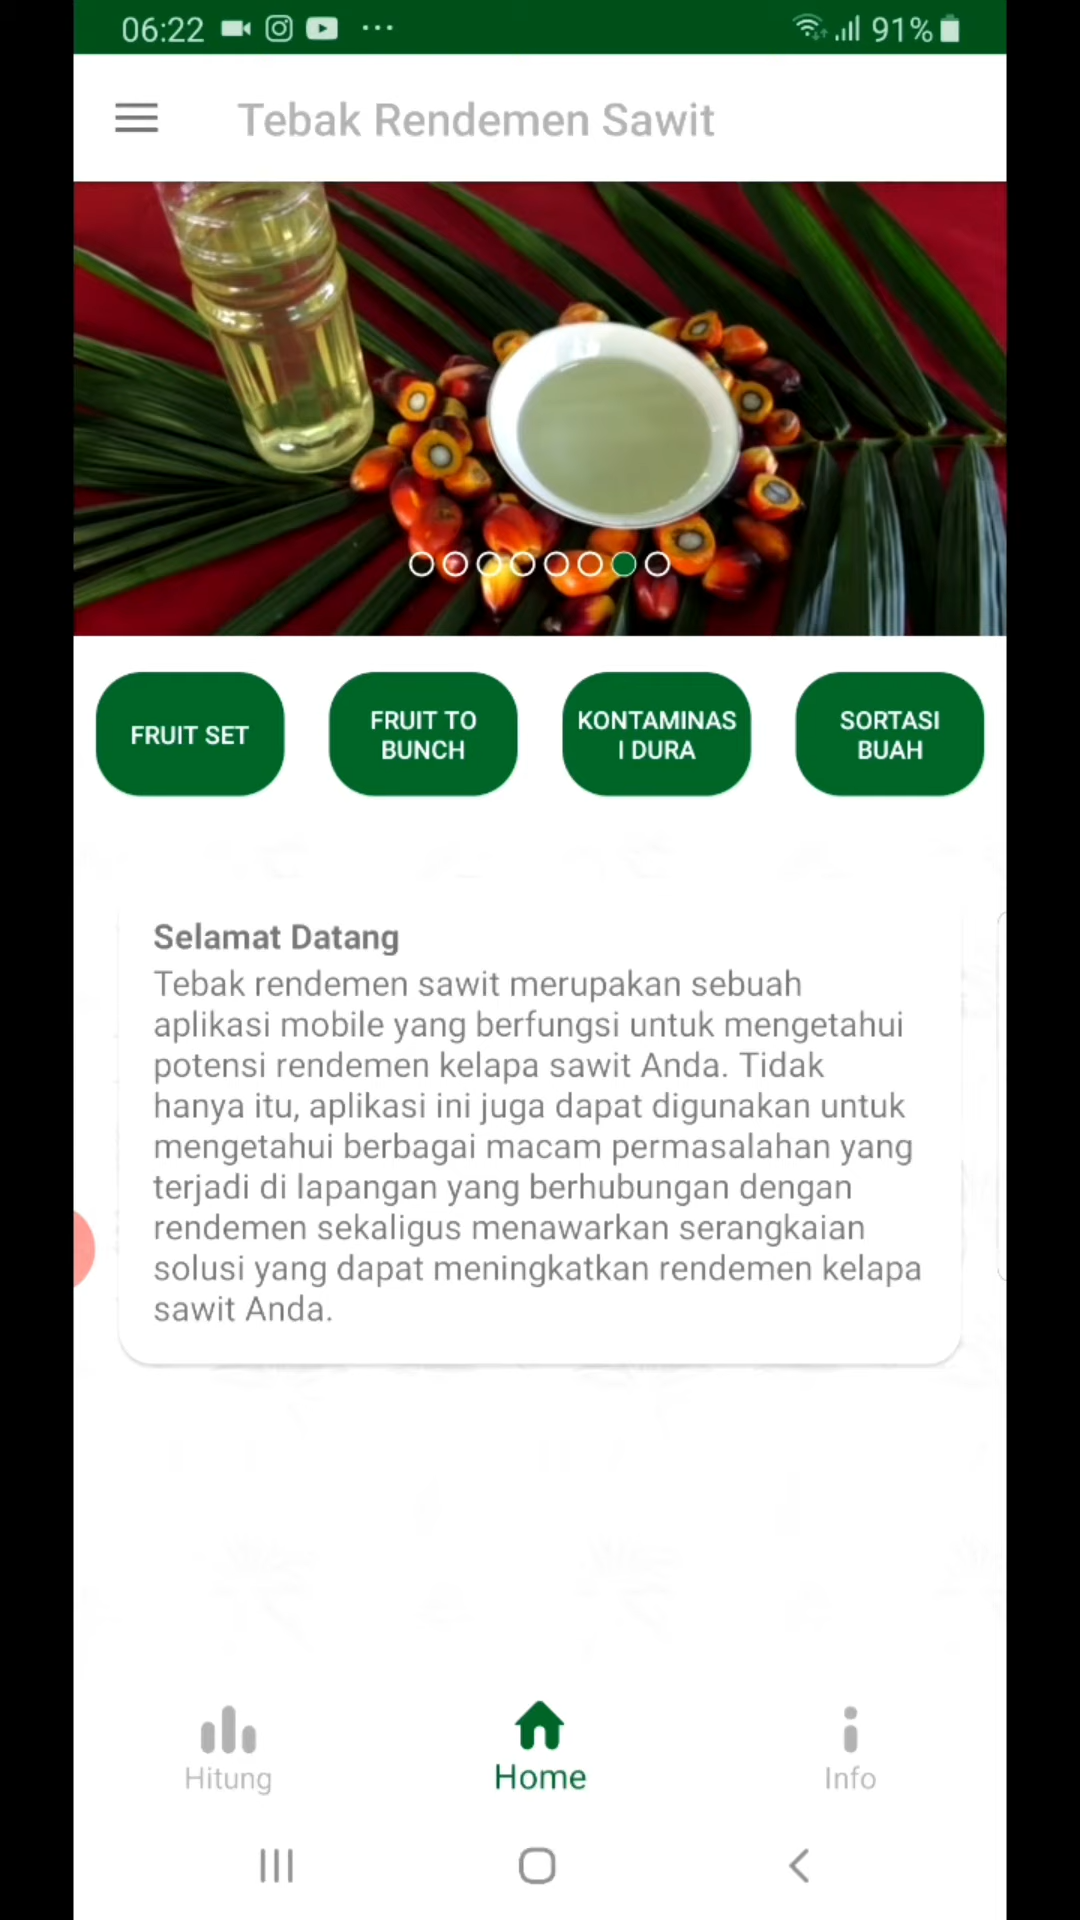 06:22
91%
Tebak Rendemen Sawit
FRUIT SET
FRUIT TO
BUNCH
KONTAMINAS
I DURA
SORTASI
BUAH
Selamat Datang
Tebak rendemen sawit merupakan sebuah
aplikasi mobile yang berfungsi untuk mengetahui
potensi rendemen kelapa sawit Anda. Tidak
hanya itu, aplikasi ini juga dapat digunakan untuk
mengetahui berbagai macam permasalahan yang
terjadi di lapangan yang berhubungan dengan
rendemen sekaligus menawarkan serangkaian
solusi yang dapat meningkatkan rendemen kelapa
sawit Anda.
Hitung
Home
Info